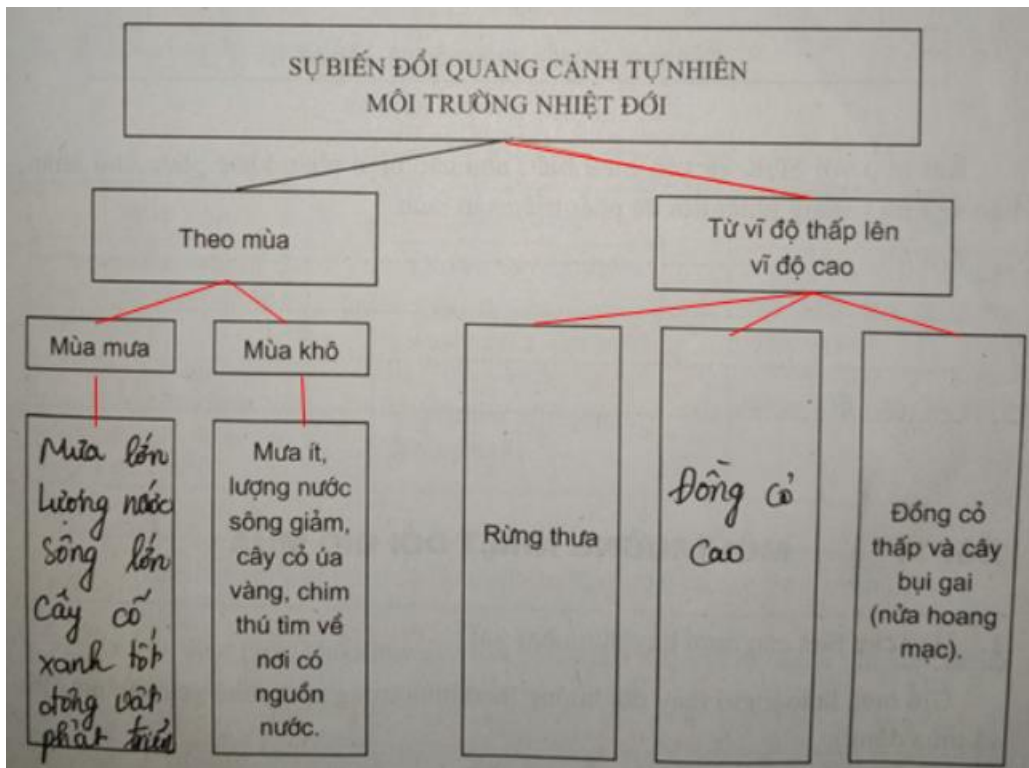 SỰ BIẾN ĐỔI QUANG CẢNH TỰ NHIÊN
MÔI TRƯỜNG NHIỆT ĐỚI
Theo mùa
Từ vĩ độ thấp lên
vĩ độ cao
Mùa mưa
Mùa khô
Mưa lớn
Lượng nước
Sông lớn
Cây cỏ
xanh tốt
động vật
phát triển
Mưa ít,
lượng nước
sông giảm,
cây cỏ úa
vàng, chim
thú tìm về
nơi có
nguồn
nước.
Rừng thưa
Đồng cỏ
Cao
Đồng cỏ
thấp và cây
bụi gai
(nửa hoang
mạc).